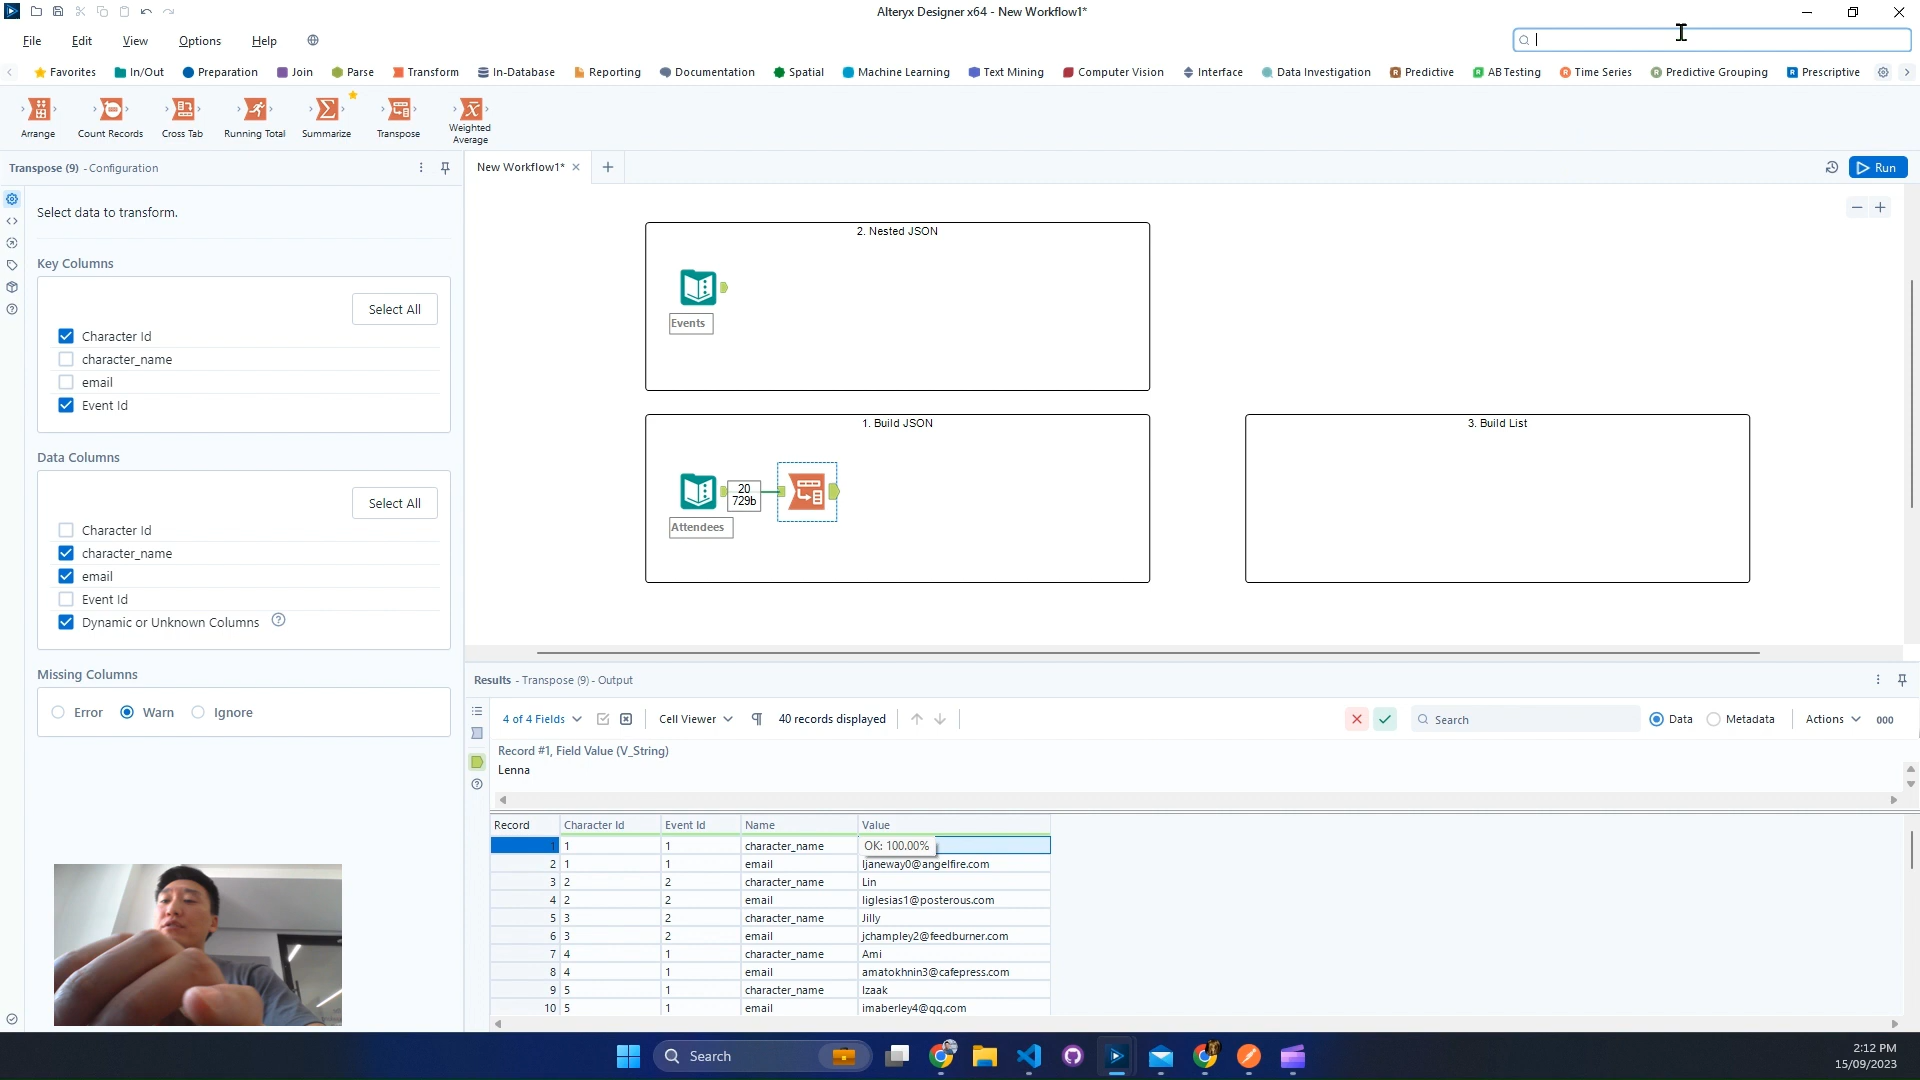 Alteryx Designer x64 - New Workflow1*
File Edit View Options Help
Favorites In/Out Preparation Join Parse Transform In-Database Reporting Documentation Spatial Machine Learning Text Mining Computer Vision Interface Data Investigation Predictive AB Testing Time Series Predictive Grouping Prescriptive
Arrange Count Records Cross Tab Running Total Summarize Transpose Weighted
Average
Transpose (9) - Configuration
New Workflow1*
Run
Select data to transform.
Key Columns
Select All
Character Id
character_name
email
Event Id
Data Columns
Select All
Character Id
character_name
email
Event Id
Dynamic or Unknown Columns
Missing Columns
Error Warn Ignore
2. Nested JSON
Events
1. Build JSON
20
729b
Attendees
3. Build List
Results - Transpose (9) - Output
4 of 4 Fields Cell Viewer 40 records displayed Search Data Metadata Actions 000
Record #1, Field Value (V_String)
Lenna
Record Character Id Event Id Name Value
1 1 1 character_name OK: 100.00%
2 1 1 email ljaneway0@angelfire.com
3 2 2 character_name Lin
4 2 2 email liglesias1@posterous.com
5 3 2 character_name Jilly
6 3 2 email jchampley2@feedburner.com
7 4 1 character_name Ami
8 4 1 email amatokhnin3@cafepress.com
9 5 1 character_name Izaak
10 5 1 email imaberley4@qq.com
Search
2:12 PM
15/09/2023